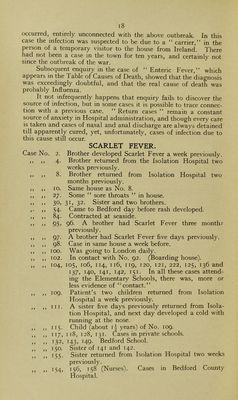 18
occurred, entirely unconnected with the above outbreak. In this
case the infection was suspected to be due to a " carrier," in the
person of a temporary visitor to the house from Ireland. There
had not been a case in the town for ten years, and certainly not
since the outbreak of the war.
Subsequent enquiry in the case of " Enteric Fever," which
appears in the Table of Causes of Death, showed that the diagnosis
was exceedingly doubtful, and that the real cause of death was
probably Influenza.
It not infrequently happens that enquiry fails to discover the
source of infection, but in some cases it is possible to trace connec-
tion with a previous case. " Return cases " remain a constant
source of anxiety in Hospital administration, and though every care
is taken and cases of nasal and aural discharge are always detained
till apparently cured, yet, unfortunately, cases of infection due to
this cause still occur.
SCARLET FEVER.
Case No. 2. Brother developed Scarlet Fever a week previously.
,, ,, 4. Brother returned from the Isolation Hospital two
weeks previously.
,, ,, 8. Brother returned from Isolation Hospital two
months previously.
,, ,, 10. Same house as No. 8.
,, ,, 27. Some " sore throats " in house.
,, ,, 30, 31, 32. Sister and two brothers.
,, ,, 54. Came to Bedford day before rash developed.
,, ,, 84. Contracted at seaside.
,, ,, 95, 96. A brother had Scarlet Fever three months
previously.
,, ,, 97. A brother had Scarlet Fever five days previously.
,, ,, 98. Case in same house a week before.
,, ,, 100. Was going to London daily.
,, ,, 102. In contact with No. 92. (Boarding house).
,, ,, 104, 105, 106, 114, 116, 119, 120, 121, 222, 125, 136 and
137, 140, 141, 142, 151. In all these cases attend-
ing the Elementary Schools, there was, more or
less evidence of " contact."
,, ,, 109. Patient's two children returned from Isolation
Hospital a week previously.
,, ,, 111. A sister five days previously returned from Isola-
tion Hospital, and next day developed a cold with
running at the nose.
,, ,, 115. Child (about 1½ years) of No. 109.
,, ,, 117, 118, 128, 131. Cases in private schools.
,, ,, 132, 143, 149. Bedford School.
,, ,, 150. Sister of 141 and 142.
,, ,, 155. Sister returned from Isolation Hospital two weeks
previously.
,, ,, 154, 156, 158 (Nurses). Cases in Bedford County
Hospital.